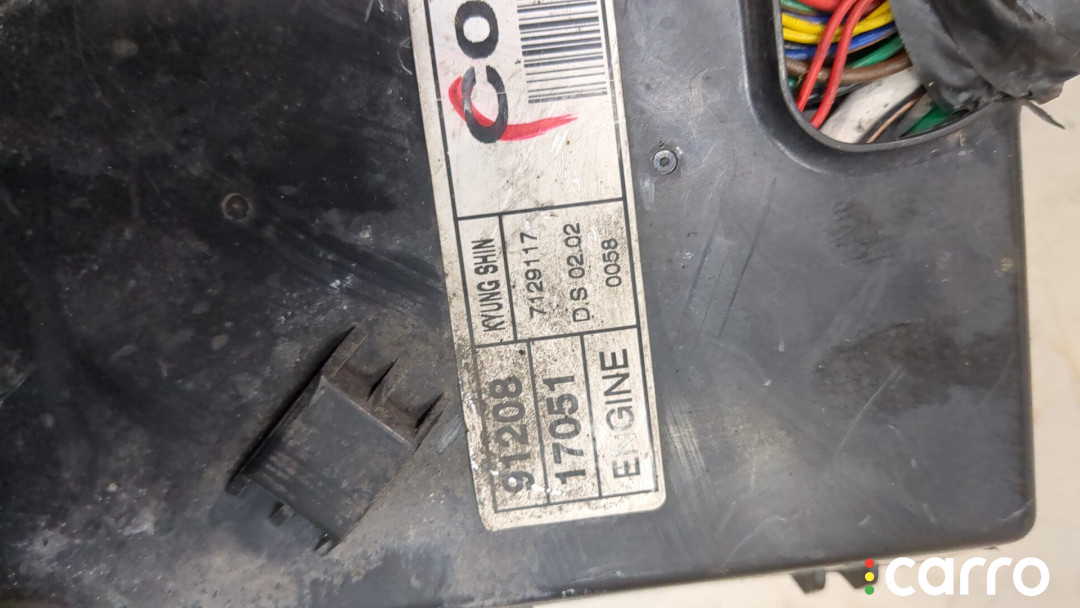 CO
KYUNG SHIN
7129117
D.S 02.02
0058
91208
17051
ENGINE
carro